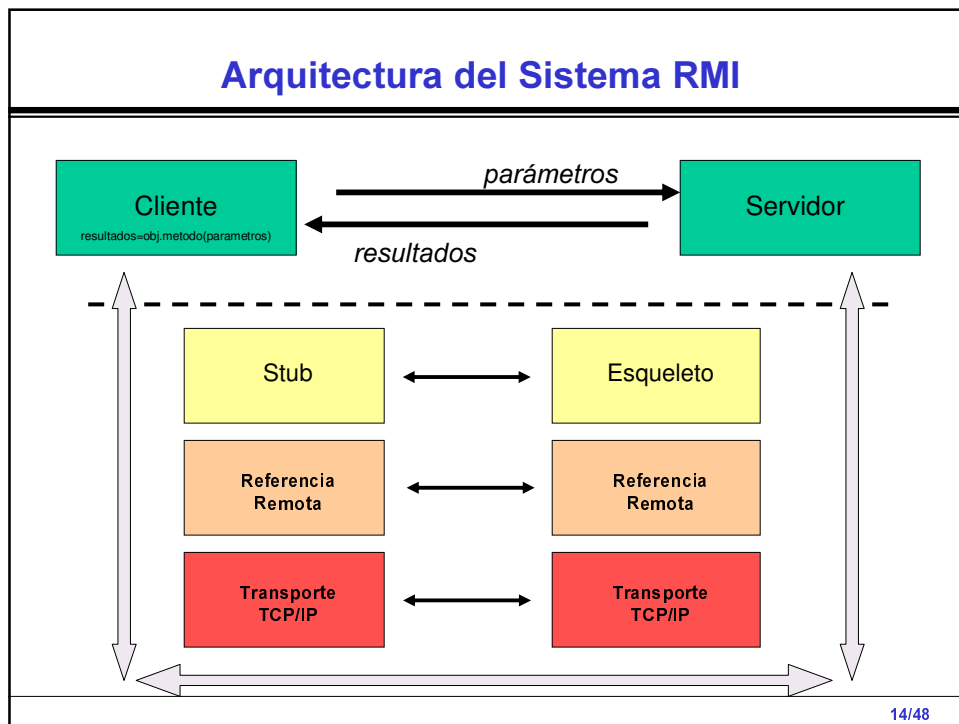 Arquitectura del Sistema RMI
Cliente
resultados=obj.metodo(parametros)
parámetros
resultados
Servidor
Stub
Esqueleto
Referencia
Remota
Referencia
Remota
Transporte
TCP/IP
Transporte
TCP/IP
14/48